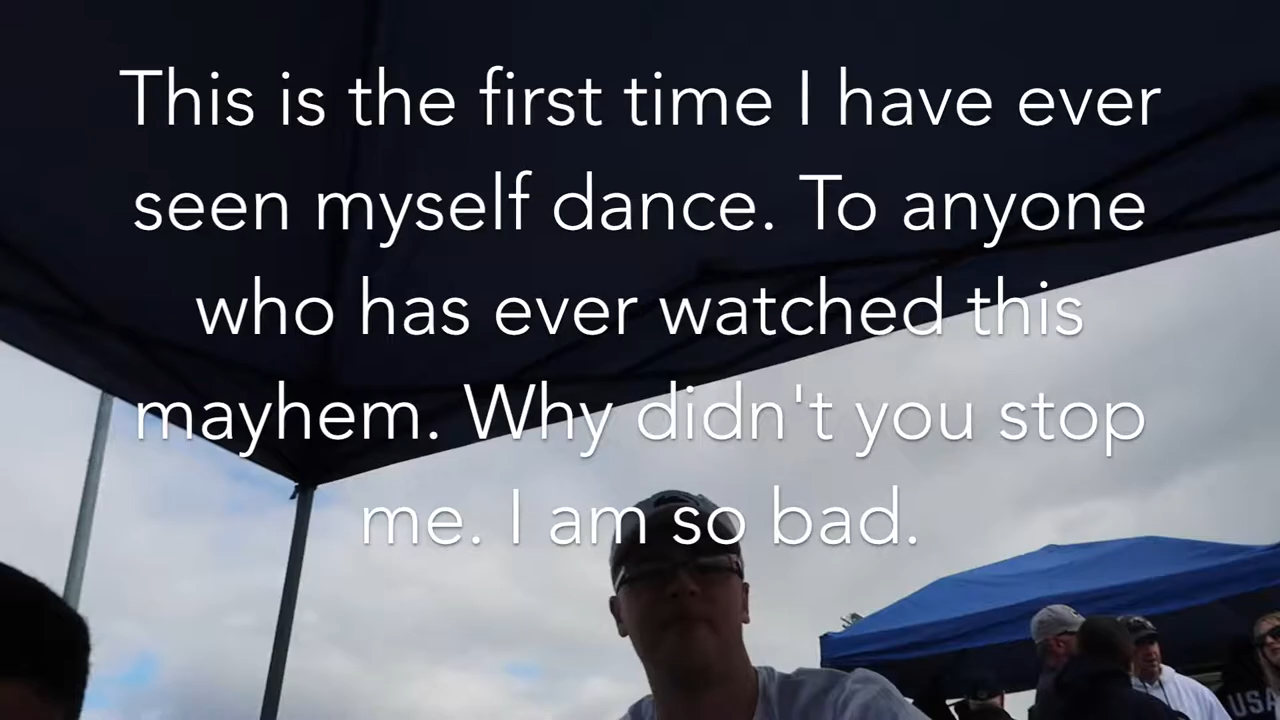 This is the first time I have ever
seen myself dance. To anyone
who has ever watched this
mayhem. Why didn't you stop
me. I am so bad.
USA